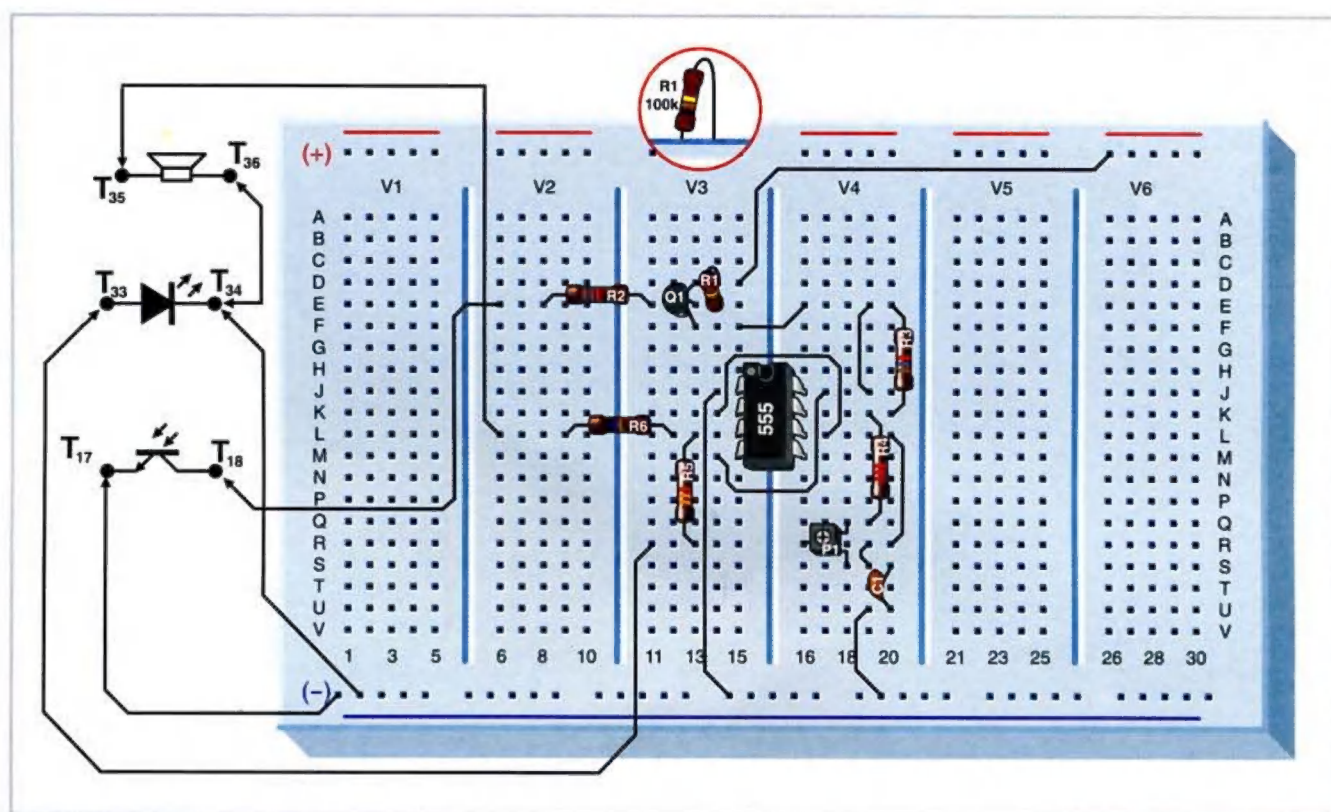 R1
100k
T36
T35
(+)
V1 V2 V3 V4 V5 V6
A A
B B
C C
T33 T34
D R1 D
E R2 Q1 E
F F
G G
H R3 H
J J
K 555 K
L R6 L
T17 T18
M R4 M
N R5 N
P P
Q Q
R P1 R
S S
T C1 T
U U
V V
1 3 5 6 8 10 11 13 15 16 18 20 21 23 25 26 28 30
(−)